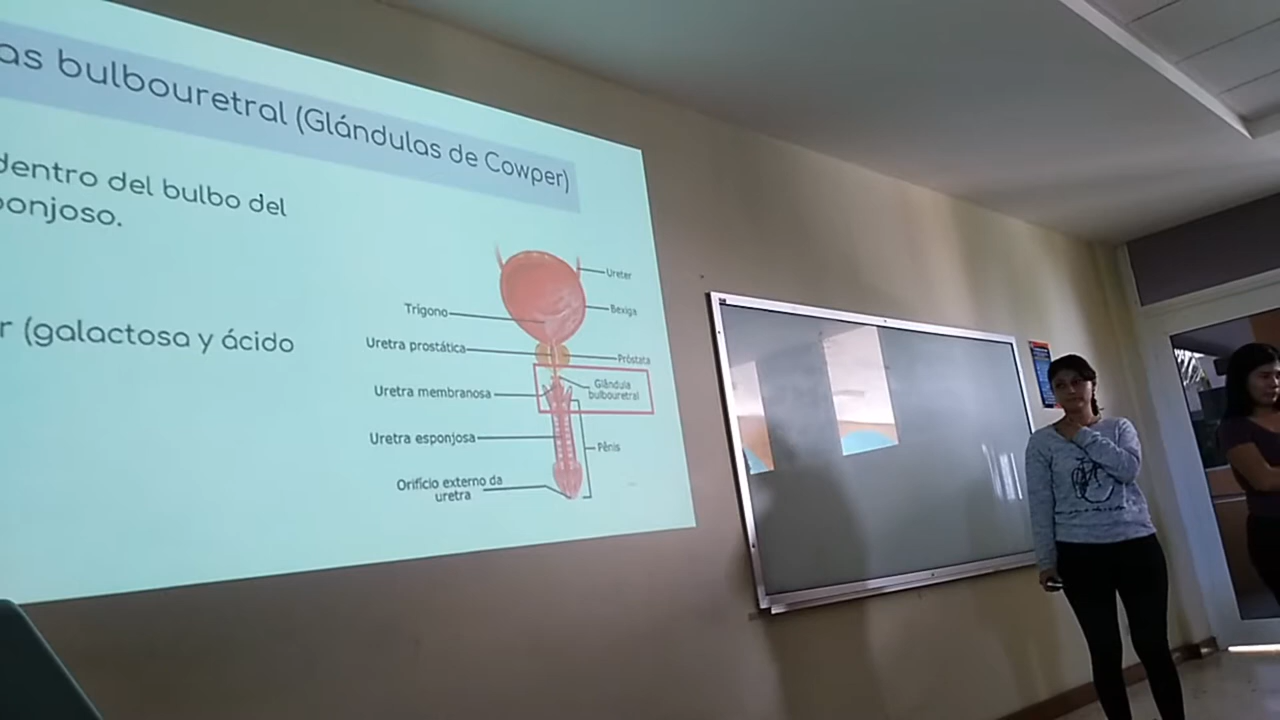 as bulbouretral (Glándulas de Cowper)
dentro del bulbo del
ponjoso.
r (galactosa y ácido
Ureter
Trígono
Bexiga
Uretra prostática
Próstata
Uretra membranosa
Glândula
bulbouretral
Uretra esponjosa
Pênis
Orifício externo da
uretra